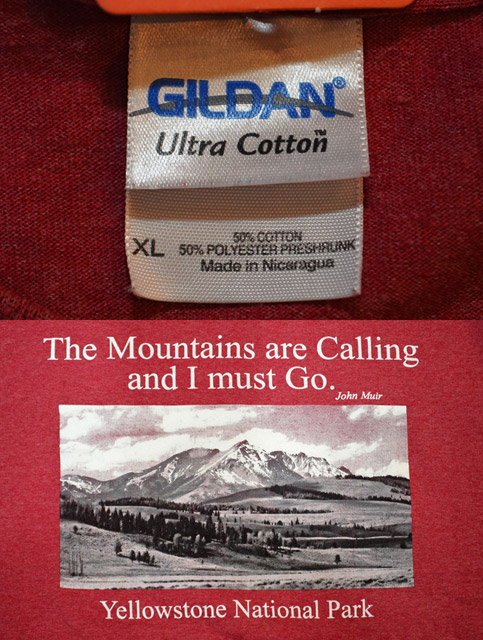 GILDAN®
Ultra Cotton™
XL
50% COTTON
50% POLYESTER PRESHRUNK
Made in Nicaragua
The Mountains are Calling
and I must Go.
John Muir
Yellowstone National Park